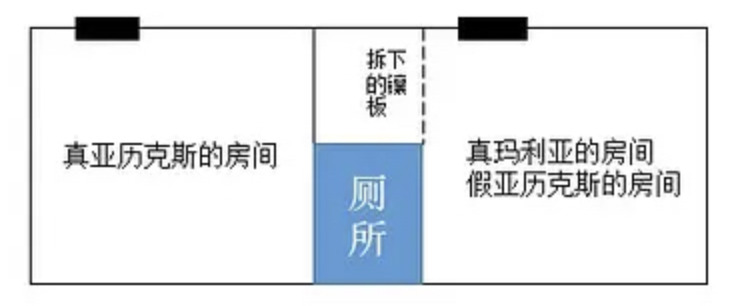 真亚历克斯的房间
拆下
的镶
板
厕
所
真玛利亚的房间
假亚历克斯的房间